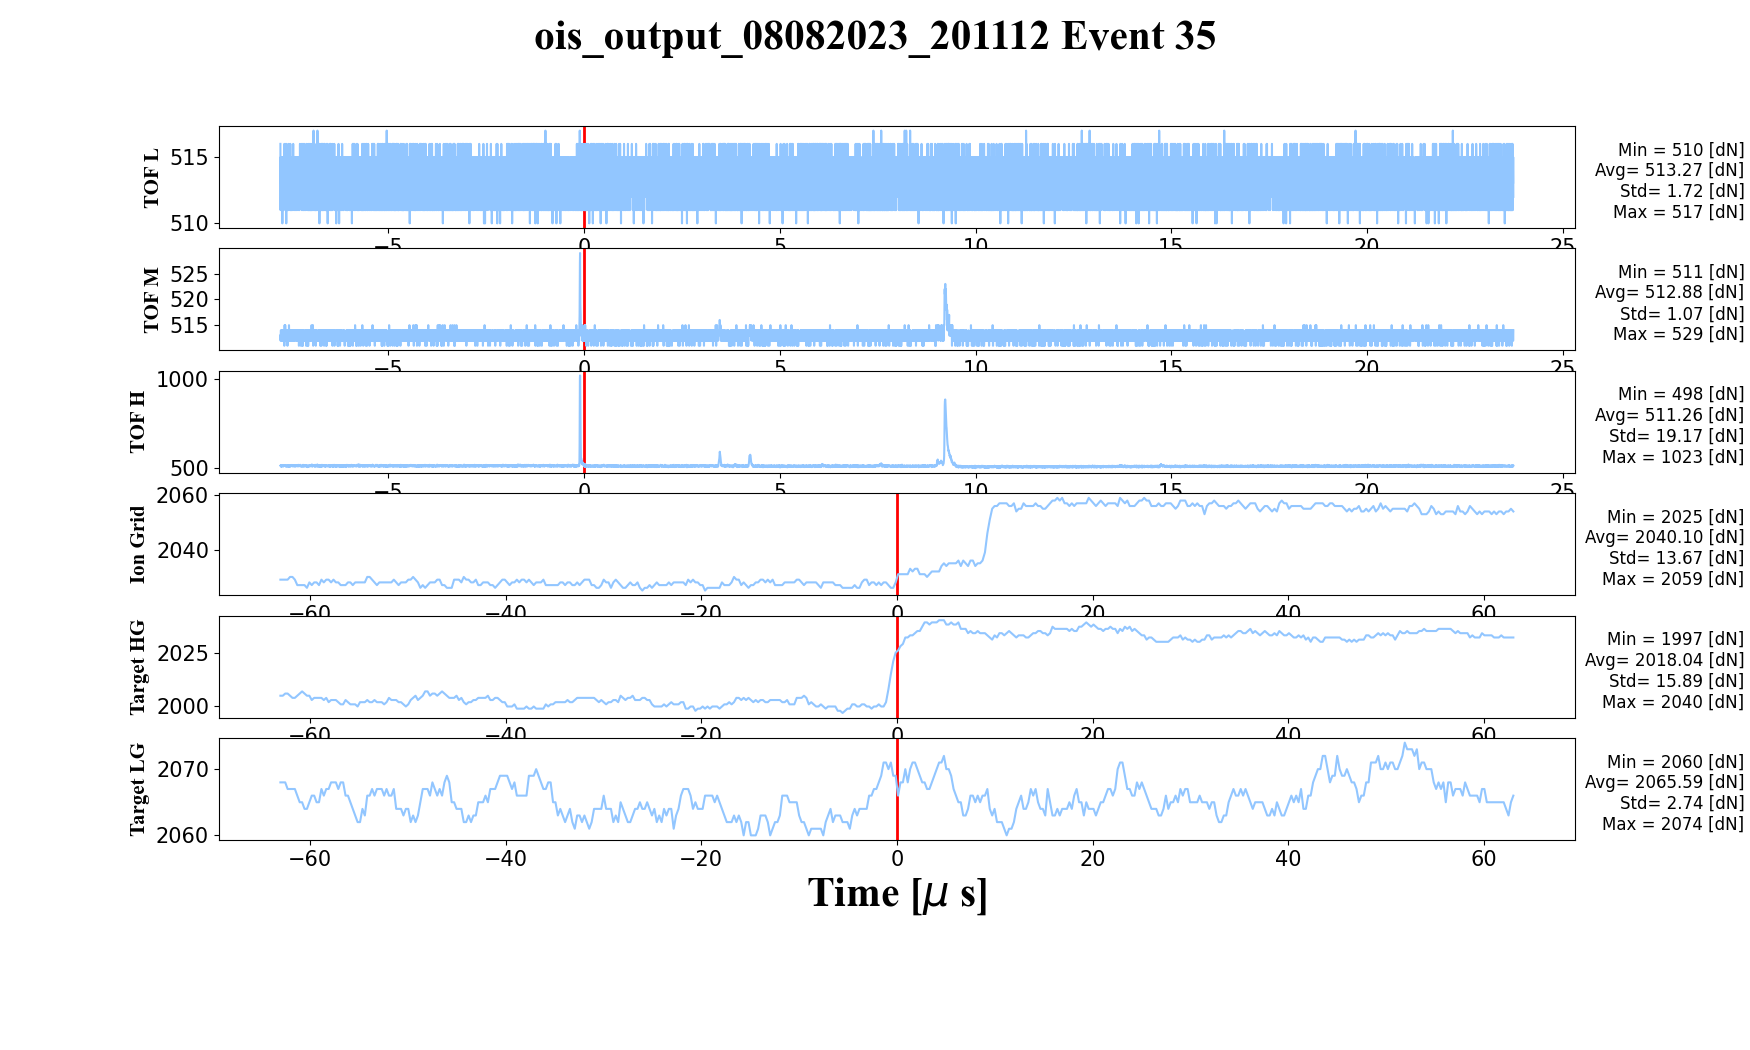 ois_output_08082023_201112 Event 35
TOF L
515
510
−5 0 5 10 15 20 25
Min = 510 [dN]
Avg= 513.27 [dN]
Std= 1.72 [dN]
Max = 517 [dN]
TOF M
525
520
515
−5 0 5 10 15 20 25
Min = 511 [dN]
Avg= 512.88 [dN]
Std= 1.07 [dN]
Max = 529 [dN]
TOF H
1000
500
−5 0 5 10 15 20 25
Min = 498 [dN]
Avg= 511.26 [dN]
Std= 19.17 [dN]
Max = 1023 [dN]
Ion Grid
2060
2040
−60 −40 −20 0 20 40 60
Min = 2025 [dN]
Avg= 2040.10 [dN]
Std= 13.67 [dN]
Max = 2059 [dN]
Target HG
2025
2000
−60 −40 −20 0 20 40 60
Min = 1997 [dN]
Avg= 2018.04 [dN]
Std= 15.89 [dN]
Max = 2040 [dN]
Target LG
2070
2060
−60 −40 −20 0 20 40 60
Min = 2060 [dN]
Avg= 2065.59 [dN]
Std= 2.74 [dN]
Max = 2074 [dN]
Time [μ s]